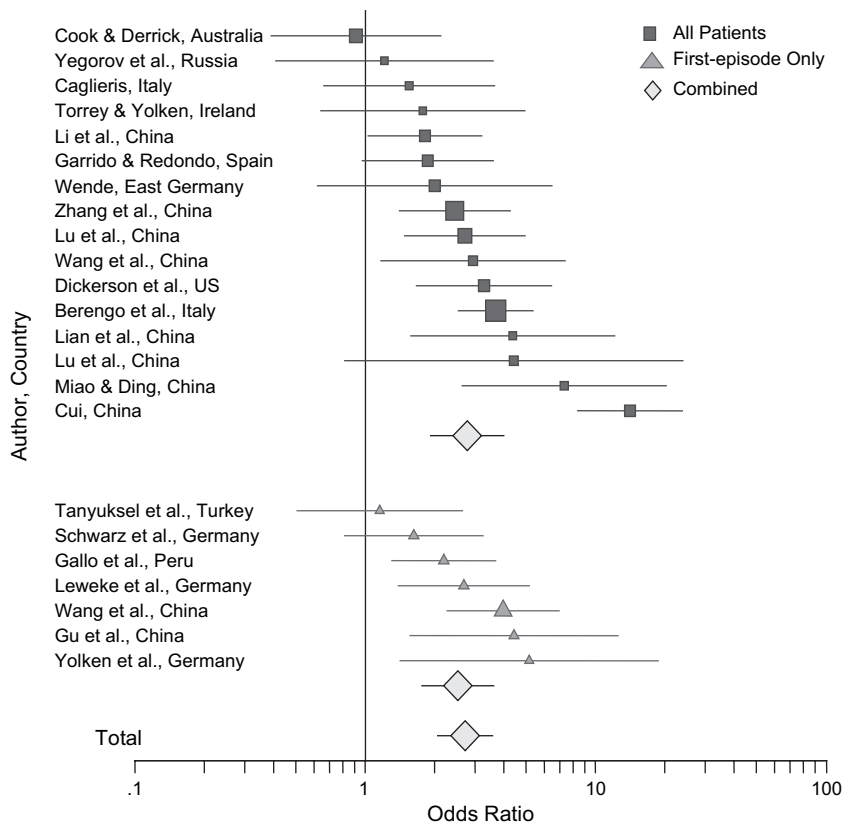 All Patients
First-episode Only
Combined
Author, Country
Cook & Derrick, Australia
Yegorov et al., Russia
Caglieris, Italy
Torrey & Yolken, Ireland
Li et al., China
Garrido & Redondo, Spain
Wende, East Germany
Zhang et al., China
Lu et al., China
Wang et al., China
Dickerson et al., US
Berengo et al., Italy
Lian et al., China
Lu et al., China
Miao & Ding, China
Cui, China
Tanyuksel et al., Turkey
Schwarz et al., Germany
Gallo et al., Peru
Leweke et al., Germany
Wang et al., China
Gu et al., China
Yolken et al., Germany
Total
.1 1 10 100
Odds Ratio